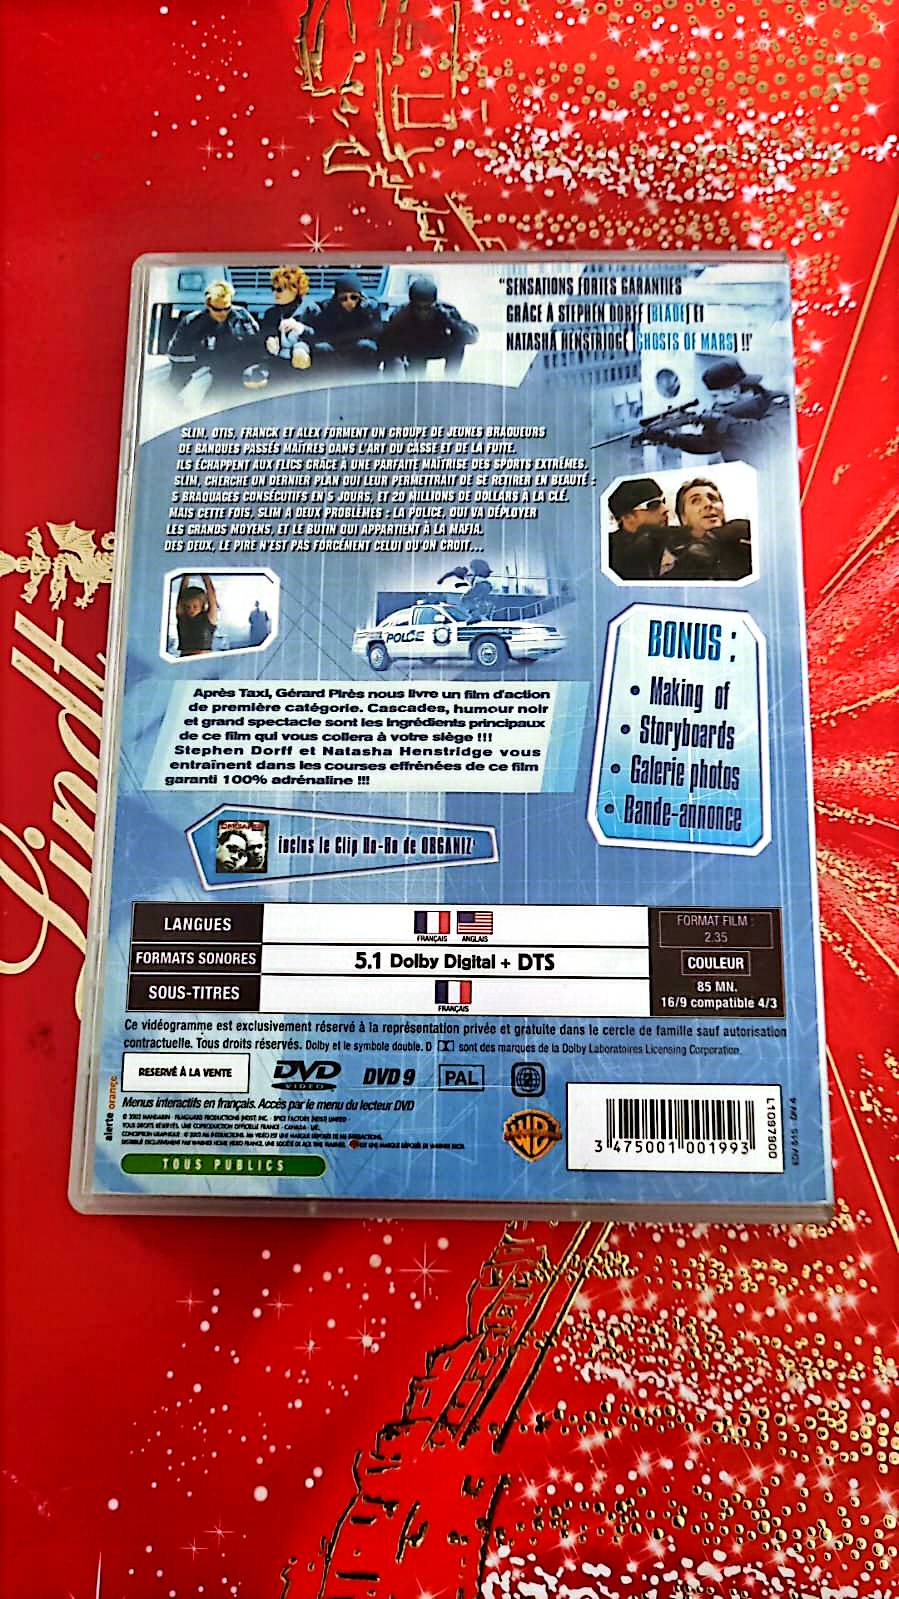 "SENSATIONS FORTES GARANTIES
GRÂCE À STEPHEN DORFF (BLADE) ET
NATASHA HENSTRIDGE (GHOSTS OF MARS) !!"
SLIM, OTIS, FRANCK ET ALEX FORMENT UN GROUPE DE JEUNES BRAQUEURS
DE BANQUES PASSÉS MAÎTRES DANS L'ART DU CASSE ET DE LA FUITE.
ILS ÉCHAPPENT AUX FLICS GRÂCE À UNE PARFAITE MAÎTRISE DES SPORTS EXTRÊMES.
SLIM, CHERCHE UN DERNIER PLAN QUI LEUR PERMETTRAIT DE SE RETIRER EN BEAUTÉ :
5 BRAQUAGES CONSÉCUTIFS EN 5 JOURS, ET 20 MILLIONS DE DOLLARS À LA CLÉ.
MAIS CETTE FOIS, SLIM A DEUX PROBLÈMES : LA POLICE, QUI VA DÉPLOYER
LES GRANDS MOYENS, ET LE BUTIN QUI APPARTIENT À LA MAFIA.
DES DEUX, LE PIRE N'EST PAS FORCÉMENT CELUI QU'ON CROIT...
POLICE
Après Taxi, Gérard Pirès nous livre un film d'action
de première catégorie. Cascades, humour noir
et grand spectacle sont les ingrédients principaux
de ce film qui vous collera à votre siège !!!
Stephen Dorff et Natasha Henstridge vous
entraînent dans les courses effrénées de ce film
garanti 100% adrénaline !!!
BONUS :
• Making of
• Storyboards
• Galerie photos
• Bande-annonce
inclus le Clip Ho-Ho de ORGANIZ'
LANGUES
FRANÇAIS ANGLAIS
FORMATS SONORES
5.1 Dolby Digital + DTS
SOUS-TITRES
FRANÇAIS
FORMAT FILM :
2.35
COULEUR
85 MN.
16/9 compatible 4/3
Ce vidéogramme est exclusivement réservé à la représentation privée et gratuite dans le cercle de famille sauf autorisation
contractuelle. Tous droits réservés. Dolby et le symbole double. D sont des marques de la Dolby Laboratoires Licensing Corporation.
RESERVÉ À LA VENTE
DVD
VIDEO
DVD 9
PAL
2
Menus interactifs en français. Accès par le menu du lecteur DVD
alerte orange
TOUS PUBLICS
WB
3 475001 001993
L1097900
Lindt